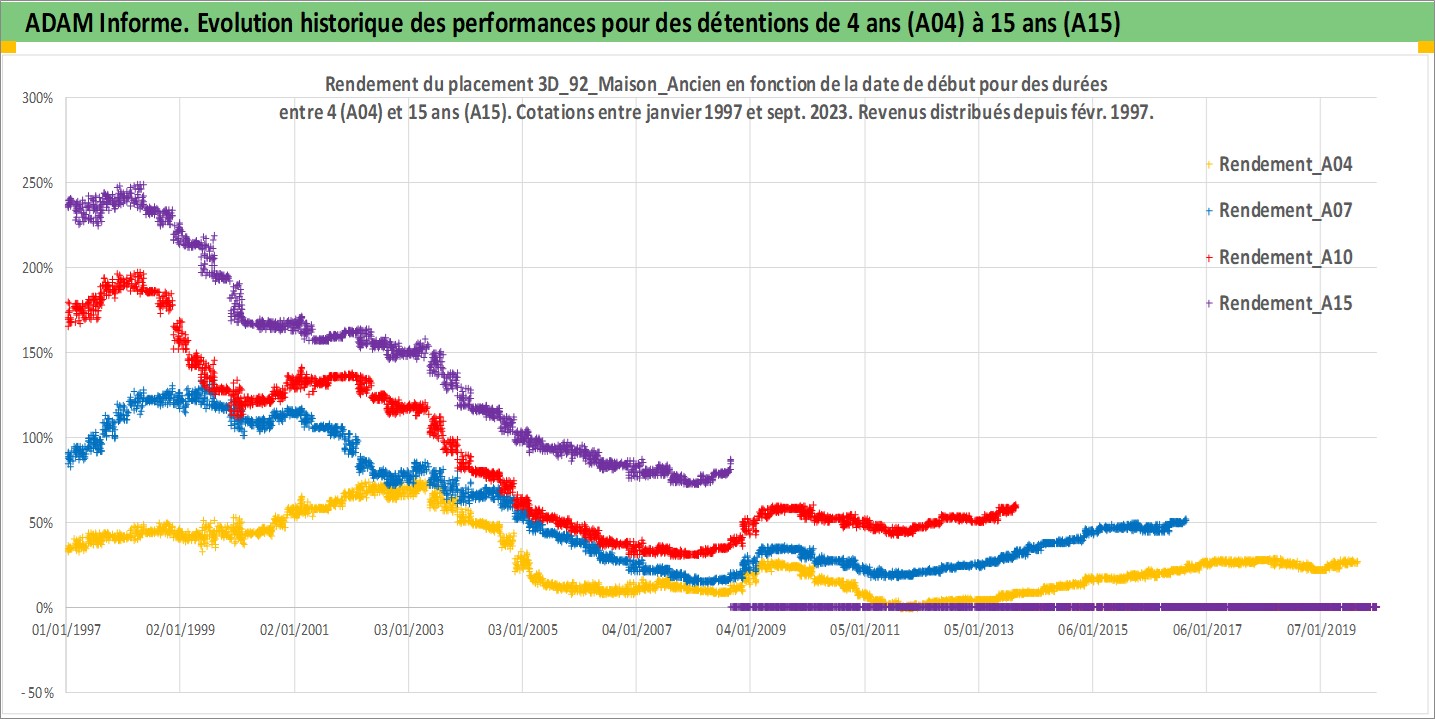 ADAM Informe. Evolution historique des performances pour des détentions de 4 ans (A04) à 15 ans (A15)
Rendement du placement 3D_92_Maison_Ancien en fonction de la date de début pour des durées
entre 4 (A04) et 15 ans (A15). Cotations entre janvier 1997 et sept. 2023. Revenus distribués depuis févr. 1997.
300%
250%
200%
150%
100%
50%
0%
-50%
Rendement_A04
Rendement_A07
Rendement_A10
Rendement_A15
01/01/1997 02/01/1999 02/01/2001 03/01/2003 03/01/2005 04/01/2007 04/01/2009 05/01/2011 05/01/2013 06/01/2015 06/01/2017 07/01/2019